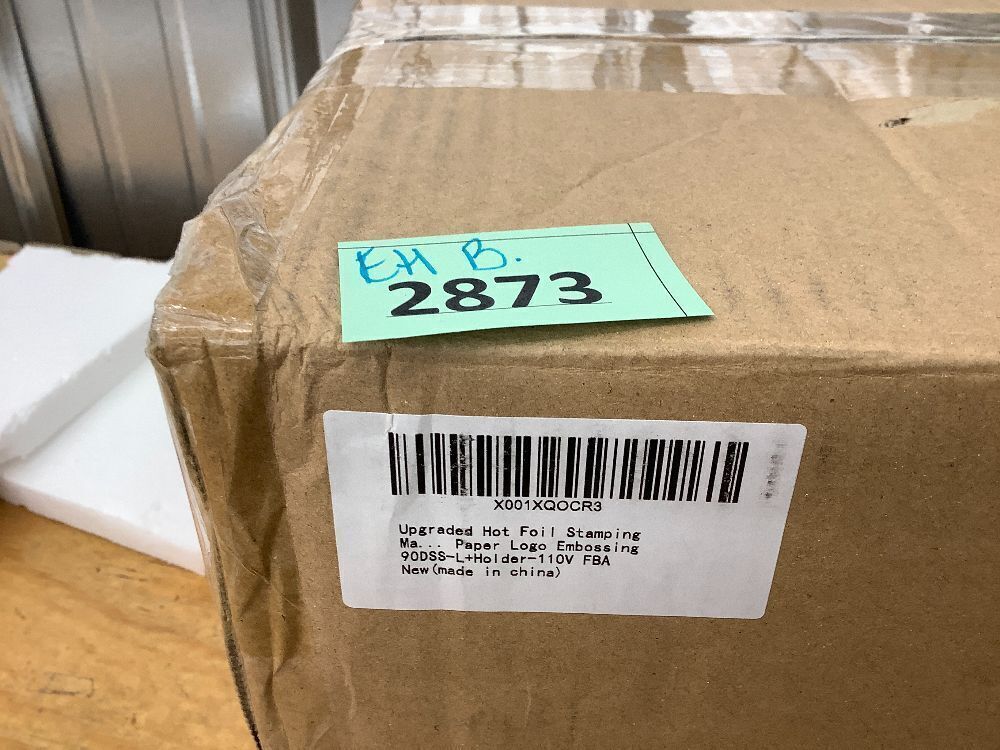 EH B.
2873
X001XQOCR3
Upgraded Hot Foil Stamping
Ma... Paper Logo Embossing
90DSS-L+Holder-110V FBA
New(made in china)